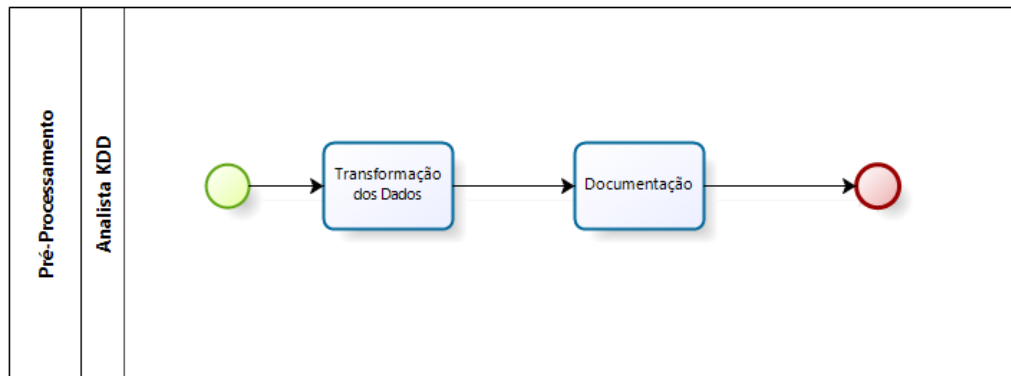 Pré-Processamento
Analista KDD
Transformação
dos Dados
Documentação